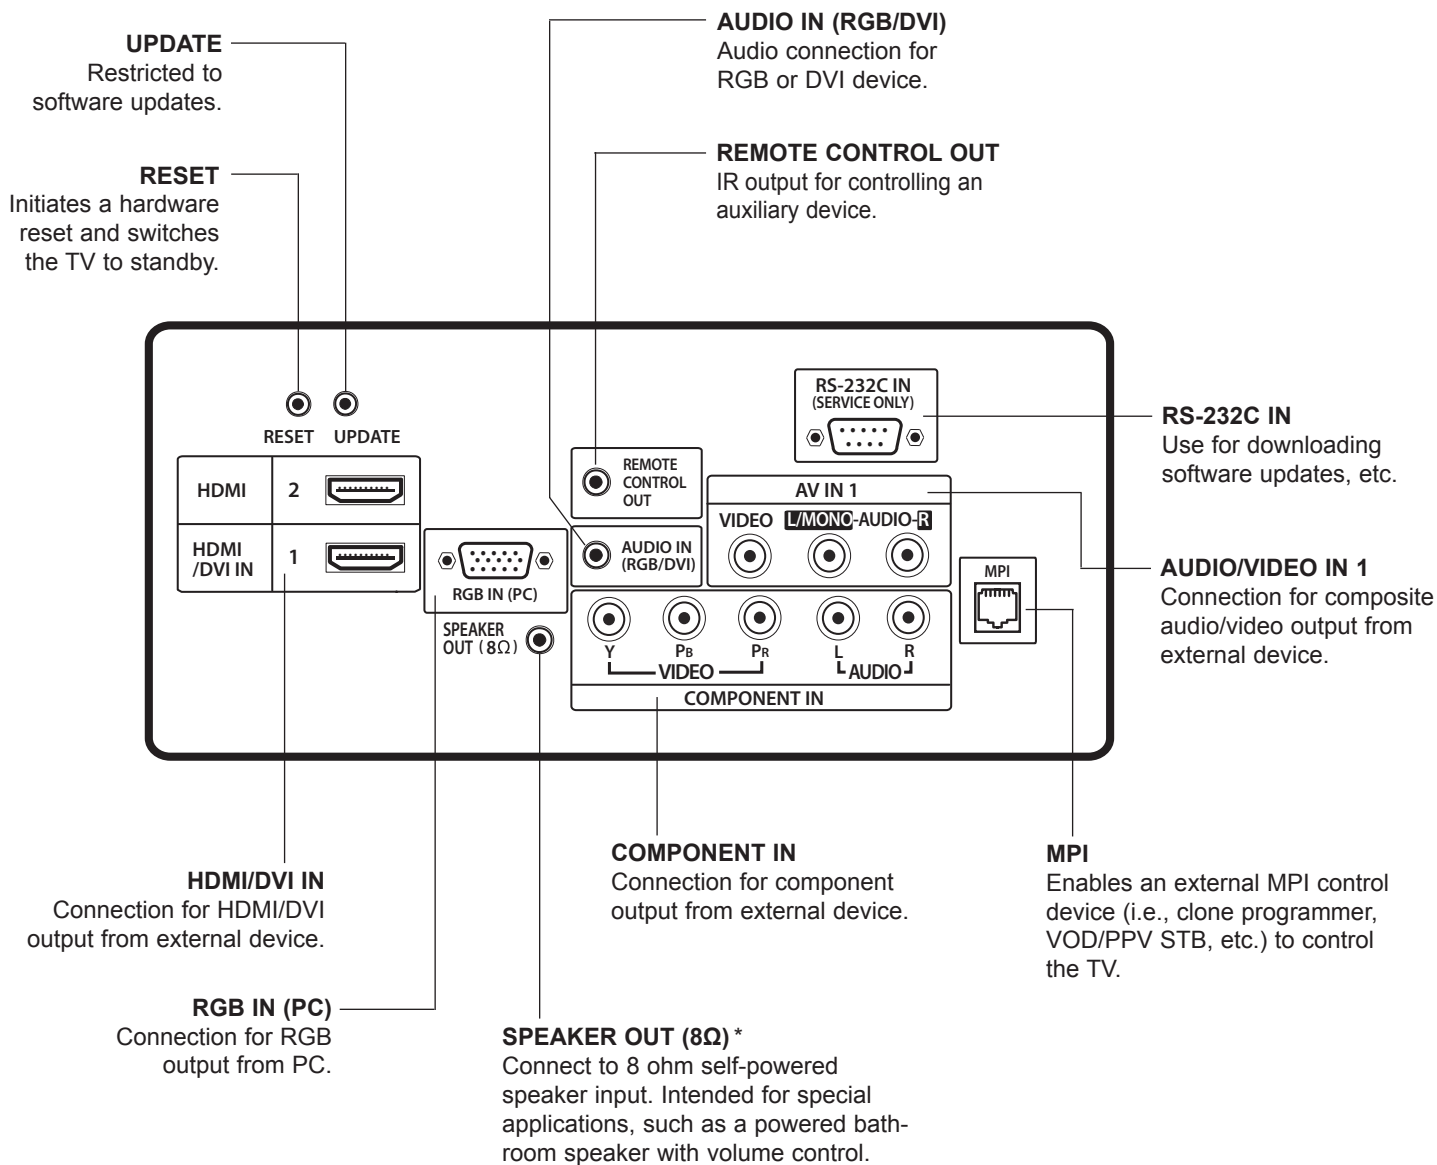 UPDATE
Restricted to
software updates.
RESET
Initiates a hardware
reset and switches
the TV to standby.
AUDIO IN (RGB/DVI)
Audio connection for
RGB or DVI device.
REMOTE CONTROL OUT
IR output for controlling an
auxiliary device.
RESET UPDATE
HDMI 2
HDMI
/DVI IN 1
RGB IN (PC)
SPEAKER
OUT (8Ω)
REMOTE
CONTROL
OUT
AUDIO IN
(RGB/DVI)
RS-232C IN
(SERVICE ONLY)
AV IN 1
VIDEO L/MONO-AUDIO-R
Y PB PR L R
VIDEO AUDIO
COMPONENT IN
MPI
RS-232C IN
Use for downloading
software updates, etc.
AUDIO/VIDEO IN 1
Connection for composite
audio/video output from
external device.
HDMI/DVI IN
Connection for HDMI/DVI
output from external device.
RGB IN (PC)
Connection for RGB
output from PC.
SPEAKER OUT (8Ω) *
Connect to 8 ohm self-powered
speaker input. Intended for special
applications, such as a powered bath-
room speaker with volume control.
COMPONENT IN
Connection for component
output from external device.
MPI
Enables an external MPI control
device (i.e., clone programmer,
VOD/PPV STB, etc.) to control
the TV.